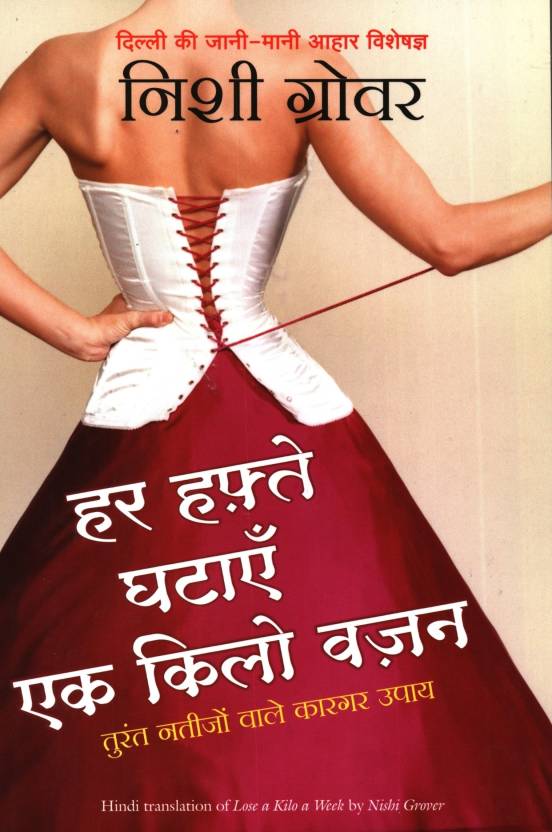 दिल्ली की जानी-मानी आहार विशेषज्ञ
निशी ग्रोवर
हर हफ़्ते
घटाएँ
एक किलो वज़न
तुरंत नतीजों वाले कारगर उपाय
Hindi translation of Lose a Kilo a Week by Nishi Grover